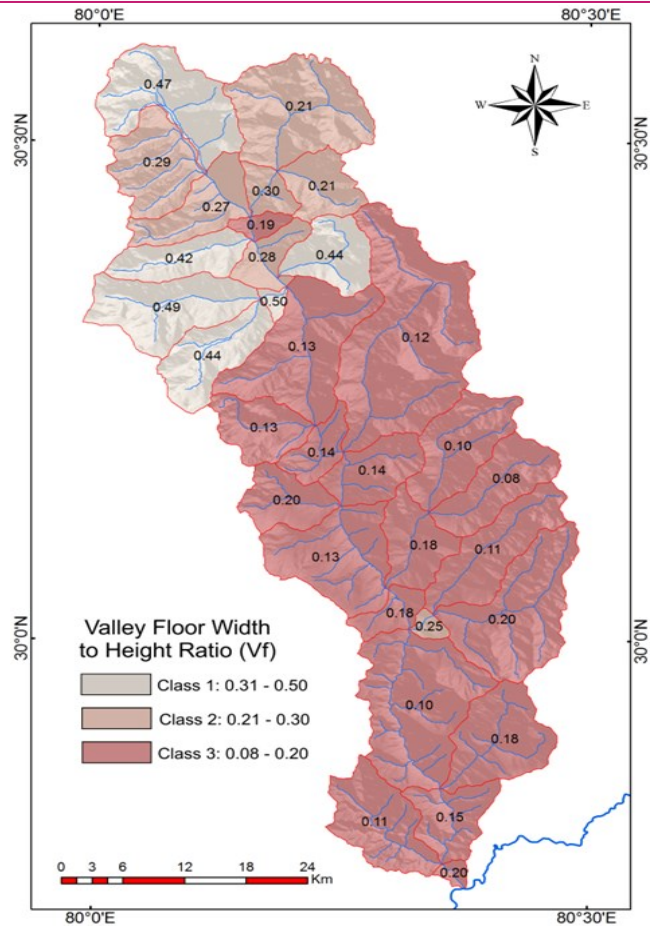 80°0'E 80°30'E
N
W E
S
30°30'N 30°30'N
0.47
0.21
0.29
0.21
0.30
0.27
0.19
0.42
0.28
0.44
0.50
0.49
0.12
0.13
0.44
0.13
0.10
0.14
0.14
0.08
0.20
0.18
0.11
0.13
0.18
0.20
0.25
30°0'N 30°0'N
Valley Floor Width
to Height Ratio (Vf)
Class 1: 0.31 - 0.50
Class 2: 0.21 - 0.30
Class 3: 0.08 - 0.20
0.10
0.18
0.15
0.11
0.20
0 3 6 12 18 24
Km
80°0'E 80°30'E